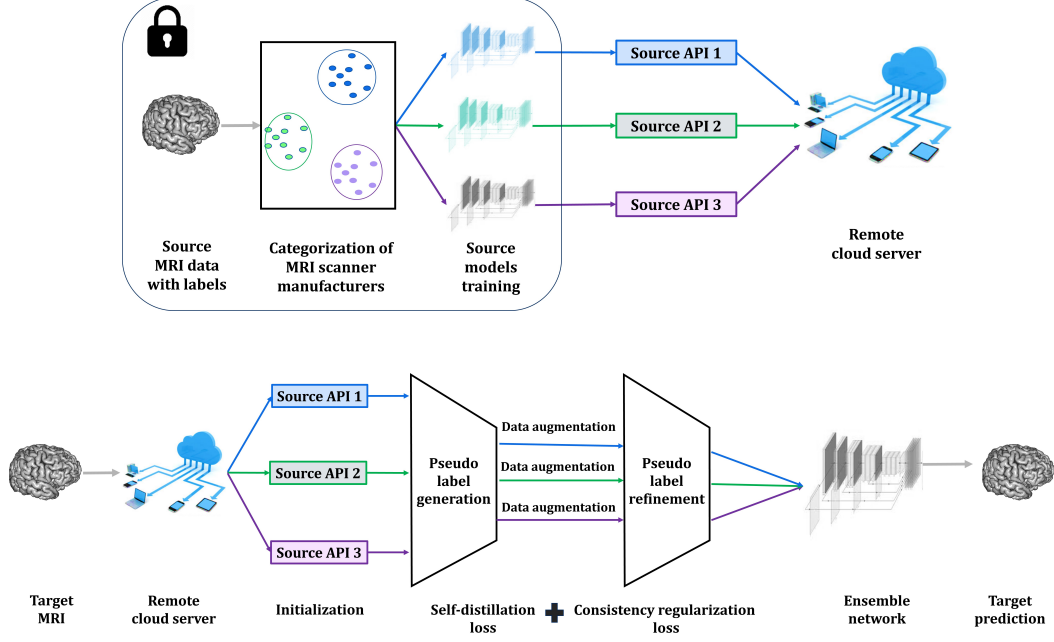 Source API 1
Source API 2
Source API 3
Source
MRI data
with labels
Categorization of
MRI scanner
manufacturers
Source
models
training
Remote
cloud server
Source API 1
Source API 2
Source API 3
Pseudo
label
generation
Data augmentation
Data augmentation
Data augmentation
Pseudo
label
refinement
Target
MRI
Remote
cloud server
Initialization
Self-distillation
loss
Consistency regularization
loss
Ensemble
network
Target
prediction